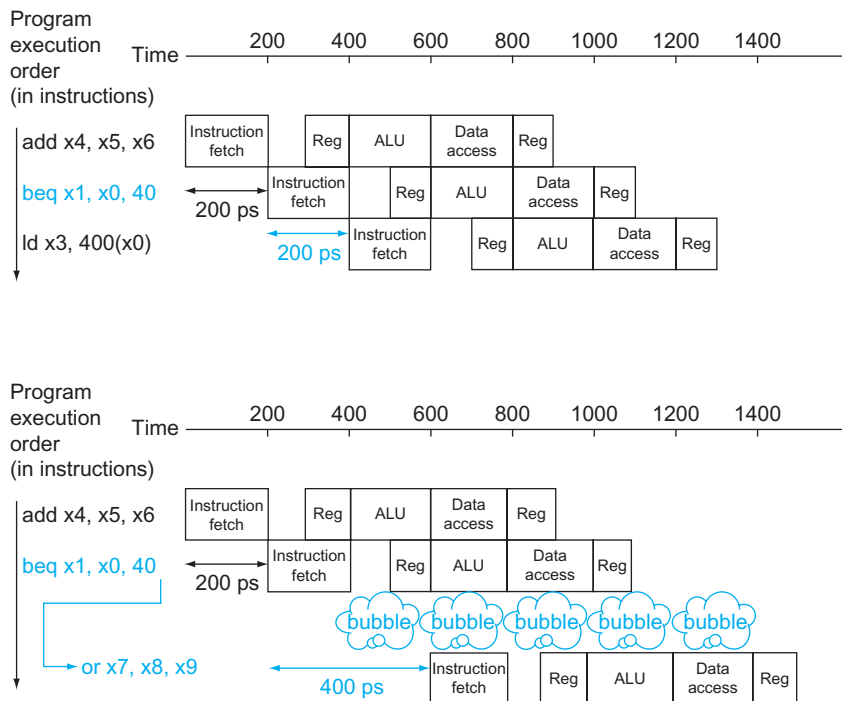 Program
execution
order
(in instructions)
Time
200 400 600 800 1000 1200 1400
add x4, x5, x6
Instruction
fetch
Reg
ALU
Data
access
Reg
beq x1, x0, 40
200 ps
Instruction
fetch
Reg
ALU
Data
access
Reg
ld x3, 400(x0)
200 ps
Instruction
fetch
Reg
ALU
Data
access
Reg
Program
execution
order
(in instructions)
Time
200 400 600 800 1000 1200 1400
add x4, x5, x6
Instruction
fetch
Reg
ALU
Data
access
Reg
beq x1, x0, 40
200 ps
Instruction
fetch
Reg
ALU
Data
access
Reg
bubble bubble bubble bubble bubble
or x7, x8, x9
400 ps
Instruction
fetch
Reg
ALU
Data
access
Reg